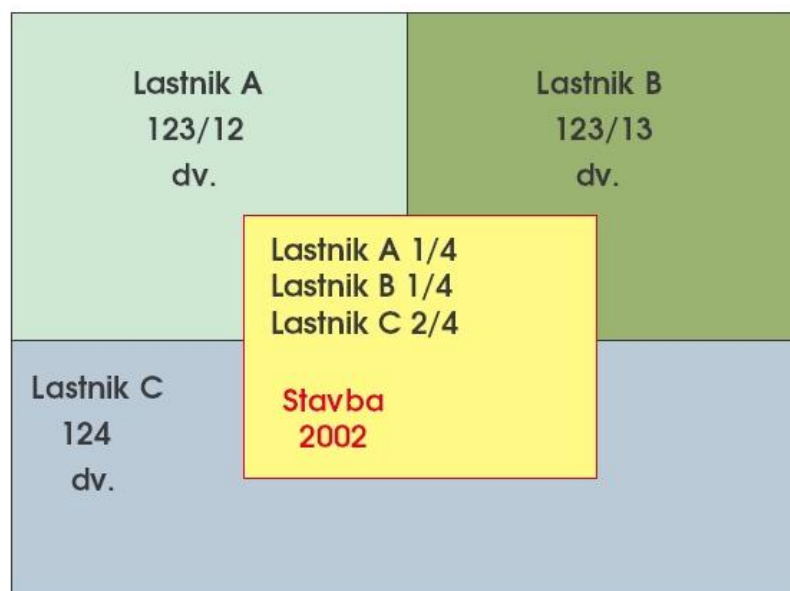 Lastnik A
123/12
dv.
Lastnik B
123/13
dv.
Lastnik A 1/4
Lastnik B 1/4
Lastnik C 2/4
Stavba
2002
Lastnik C
124
dv.